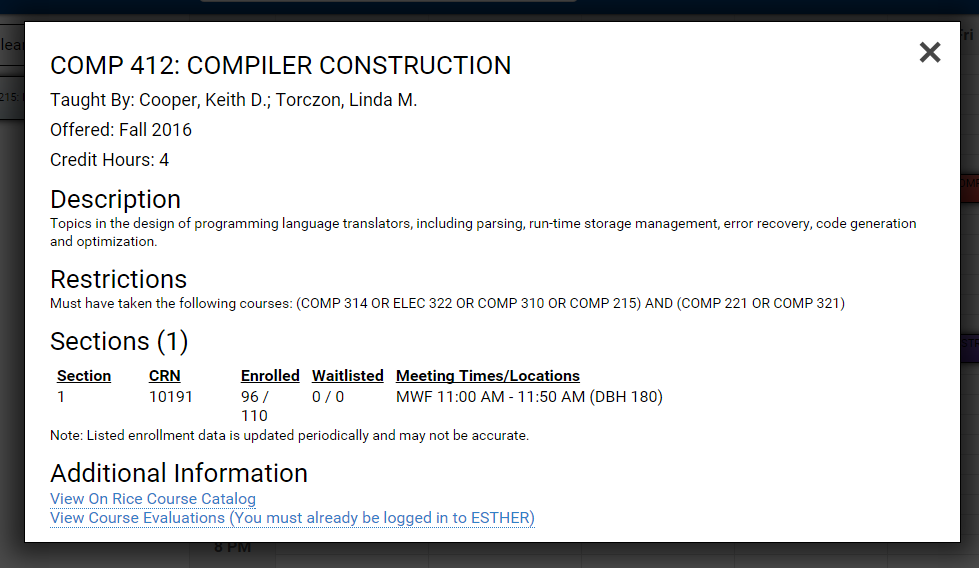 COMP 412: COMPILER CONSTRUCTION
Taught By: Cooper, Keith D.; Torczon, Linda M.
Offered: Fall 2016
Credit Hours: 4
Description
Topics in the design of programming language translators, including parsing, run-time storage management, error recovery, code generation
and optimization.
Restrictions
Must have taken the following courses: (COMP 314 OR ELEC 322 OR COMP 310 OR COMP 215) AND (COMP 221 OR COMP 321)
Sections (1)
Section CRN Enrolled Waitlisted Meeting Times/Locations
1 10191 96 / 0 / 0 MWF 11:00 AM - 11:50 AM (DBH 180)
110
Note: Listed enrollment data is updated periodically and may not be accurate.
Additional Information
View On Rice Course Catalog
View Course Evaluations (You must already be logged in to ESTHER)
8 PM